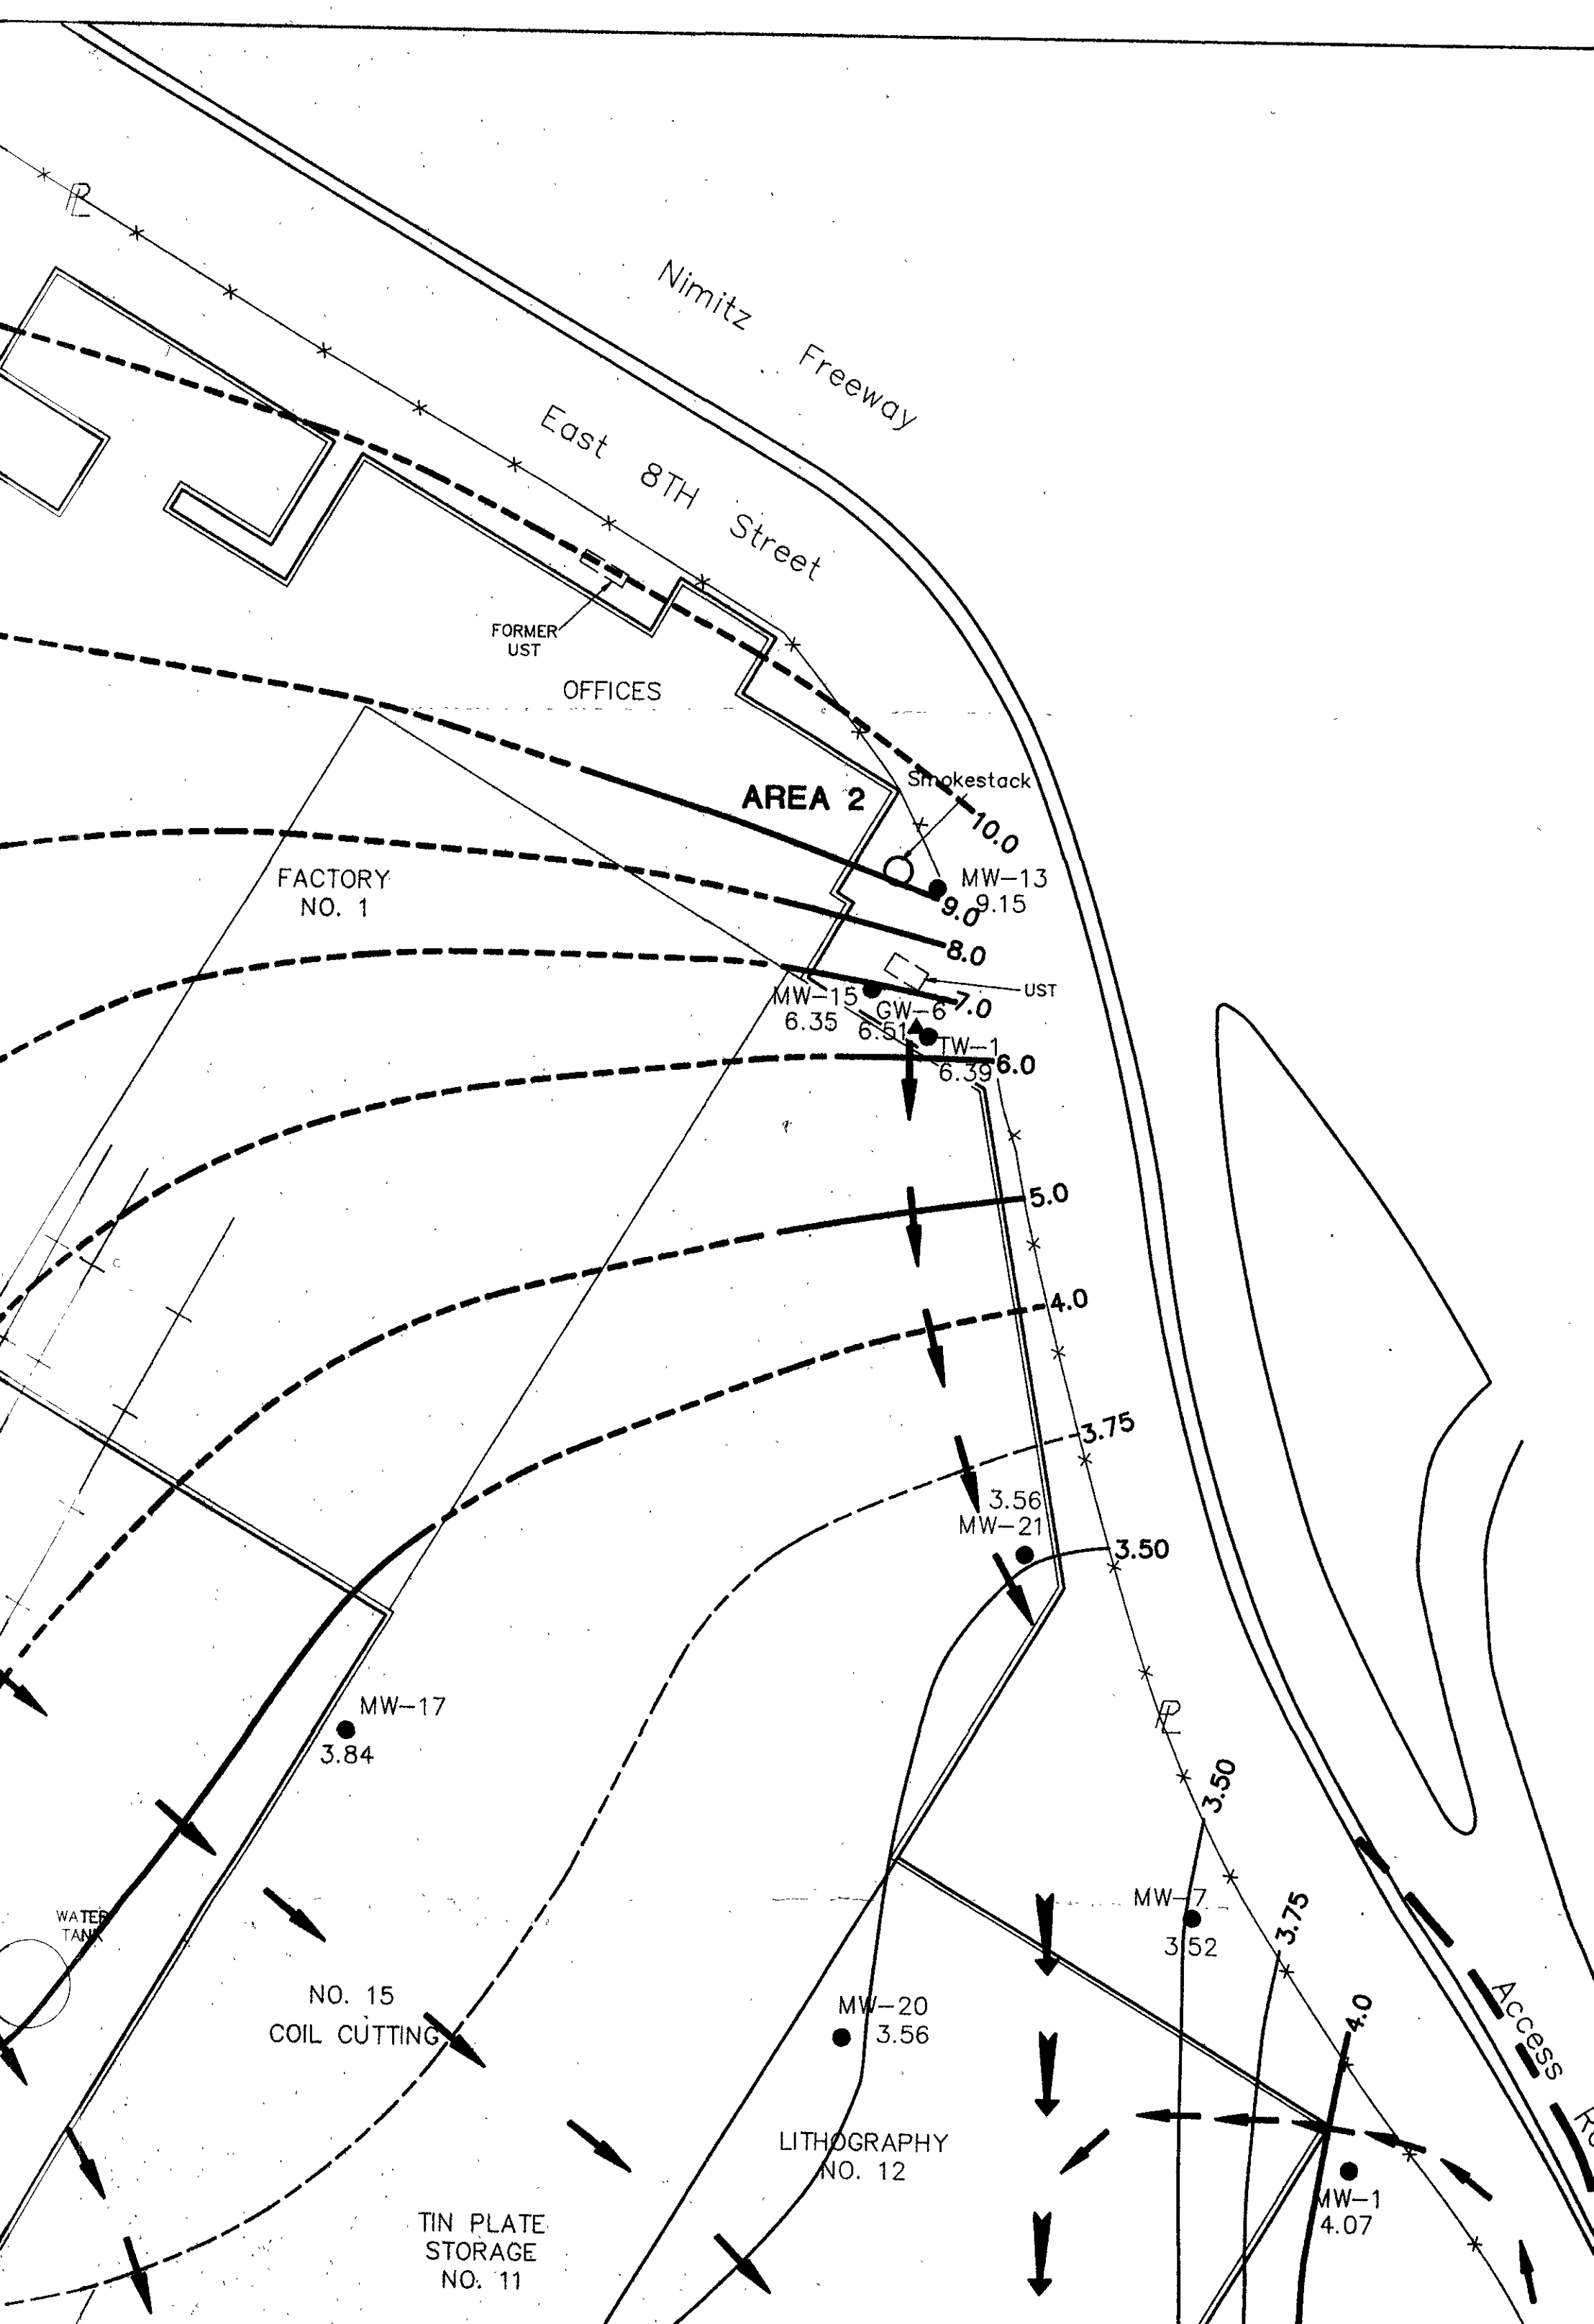 PL
Nimitz Freeway
East 8TH Street
FORMER
UST
OFFICES
AREA 2
Smokestack
10.0
MW-13
9.15
9.0
8.0
FACTORY
NO. 1
UST
7.0
MW-15
6.35
GW-6
6.51
TW-1
6.39
6.0
5.0
4.0
3.75
3.56
MW-21
3.50
MW-17
3.84
PL
3.50
MW-7
3.52
3.75
WATER
TANK
NO. 15
COIL CUTTING
MW-20
3.56
4.0
Access
LITHOGRAPHY
NO. 12
MW-1
4.07
TIN PLATE
STORAGE
NO. 11